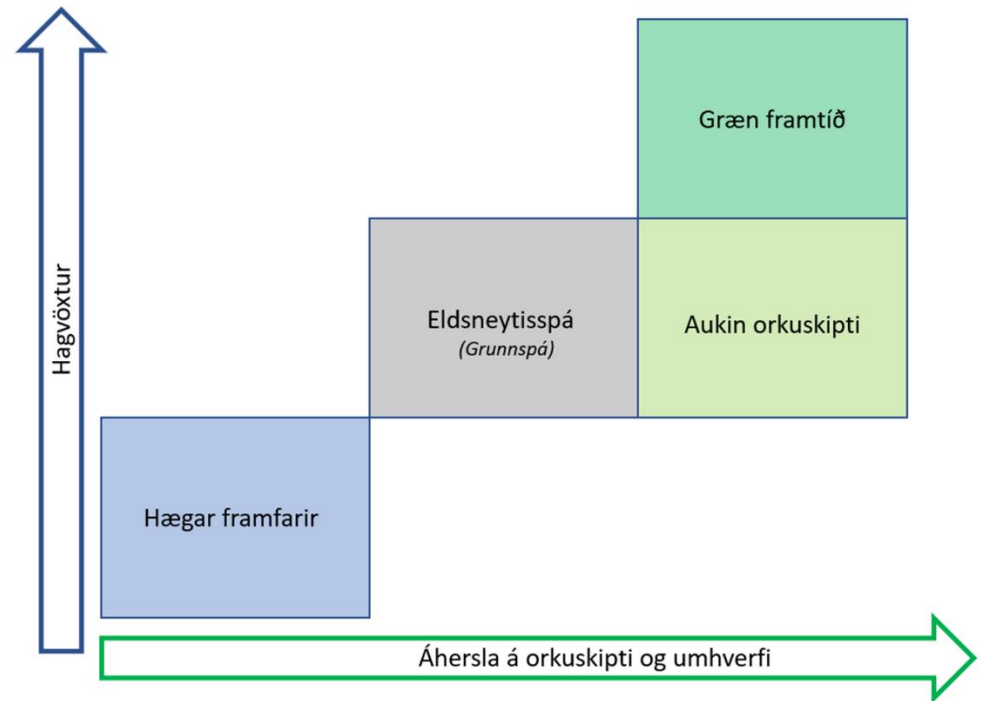 Græn framtíð
Eldsneytisspá
(Grunnspá)
Aukin orkuskipti
Hagvöxtur
Hægar framfarir
Áhersla á orkuskipti og umhverfi